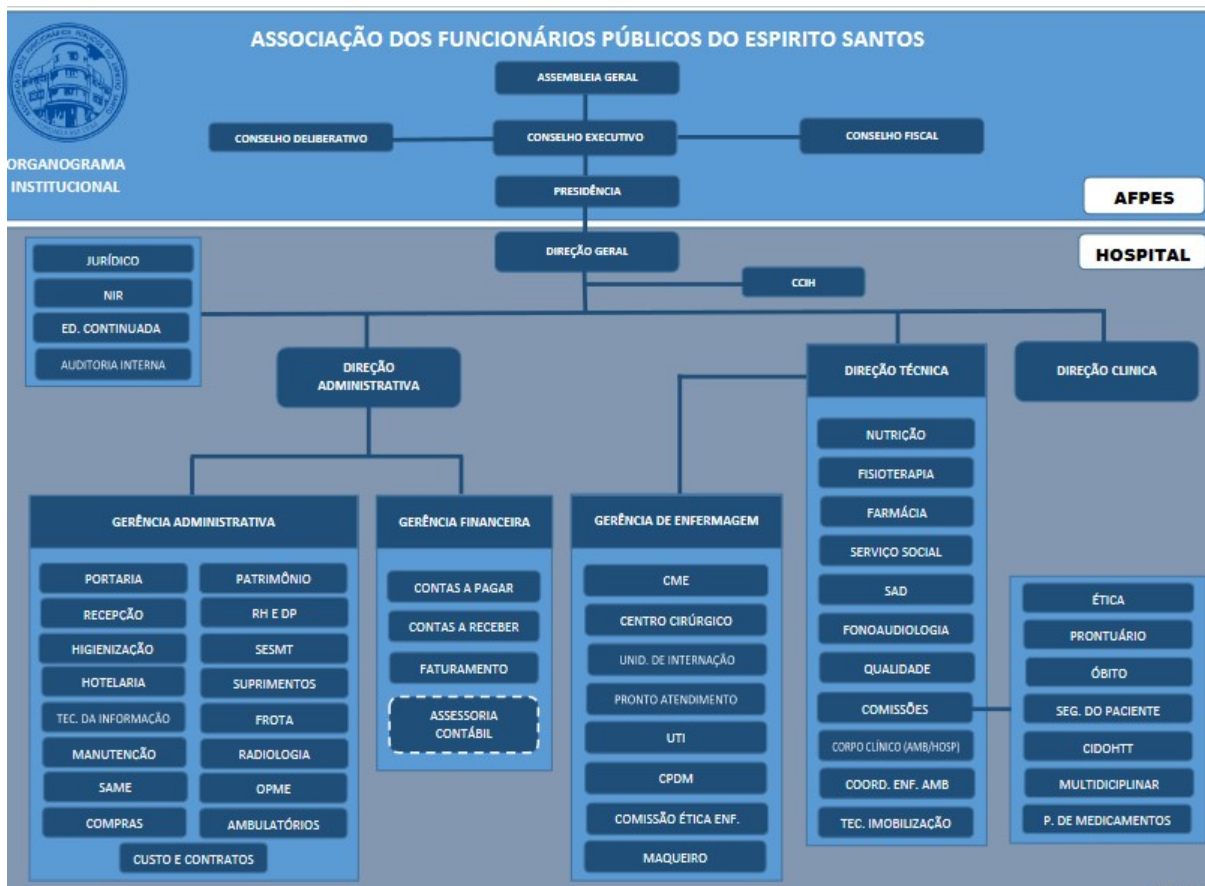 ASSOCIAÇÃO DOS FUNCIONÁRIOS PÚBLICOS DO ESPIRITO SANTOS
ORGANOGRAMA
INSTITUCIONAL
ASSEMBLEIA GERAL
CONSELHO DELIBERATIVO
CONSELHO EXECUTIVO
CONSELHO FISCAL
PRESIDÊNCIA
AFPES
DIREÇÃO GERAL
HOSPITAL
CCIH
JURÍDICO
NIR
ED. CONTINUADA
AUDITORIA INTERNA
DIREÇÃO
ADMINISTRATIVA
DIREÇÃO TÉCNICA
DIREÇÃO CLINICA
GERÊNCIA ADMINISTRATIVA
PORTARIA
PATRIMÔNIO
RECEPÇÃO
RH E DP
HIGIENIZAÇÃO
SESMT
HOTELARIA
SUPRIMENTOS
TEC. DA INFORMAÇÃO
FROTA
MANUTENÇÃO
RADIOLOGIA
SAME
OPME
COMPRAS
AMBULATÓRIOS
CUSTO E CONTRATOS
GERÊNCIA FINANCEIRA
CONTAS A PAGAR
CONTAS A RECEBER
FATURAMENTO
ASSESSORIA
CONTÁBIL
GERÊNCIA DE ENFERMAGEM
CME
CENTRO CIRÚRGICO
UNID. DE INTERNAÇÃO
PRONTO ATENDIMENTO
UTI
CPDM
COMISSÃO ÉTICA ENF.
MAQUEIRO
NUTRIÇÃO
FISIOTERAPIA
FARMÁCIA
SERVIÇO SOCIAL
SAD
FONOAUDIOLOGIA
QUALIDADE
COMISSÕES
CORPO CLÍNICO (AMB/HOSP)
COORD. ENF. AMB
TEC. IMOBILIZAÇÃO
ÉTICA
PRONTUÁRIO
ÓBITO
SEG. DO PACIENTE
CIDOHTT
MULTIDICIPLINAR
P. DE MEDICAMENTOS